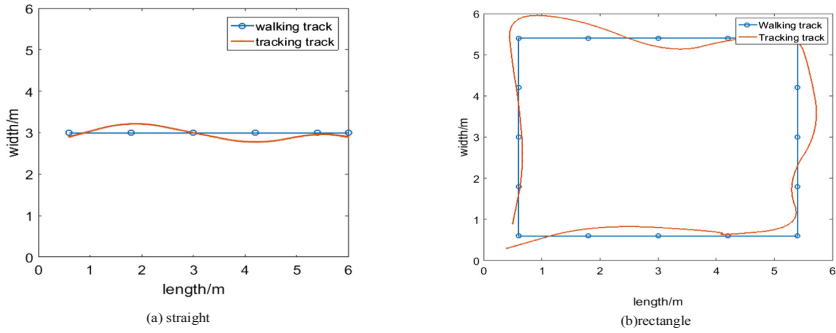 6
5
4
3
2
1
0
width/m
walking track
tracking track
0 1 2 3 4 5 6
length/m
(a) straight
6
5
4
3
2
1
0
width/m
Walking track
Tracking track
0 1 2 3 4 5 6
length/m
(b)rectangle